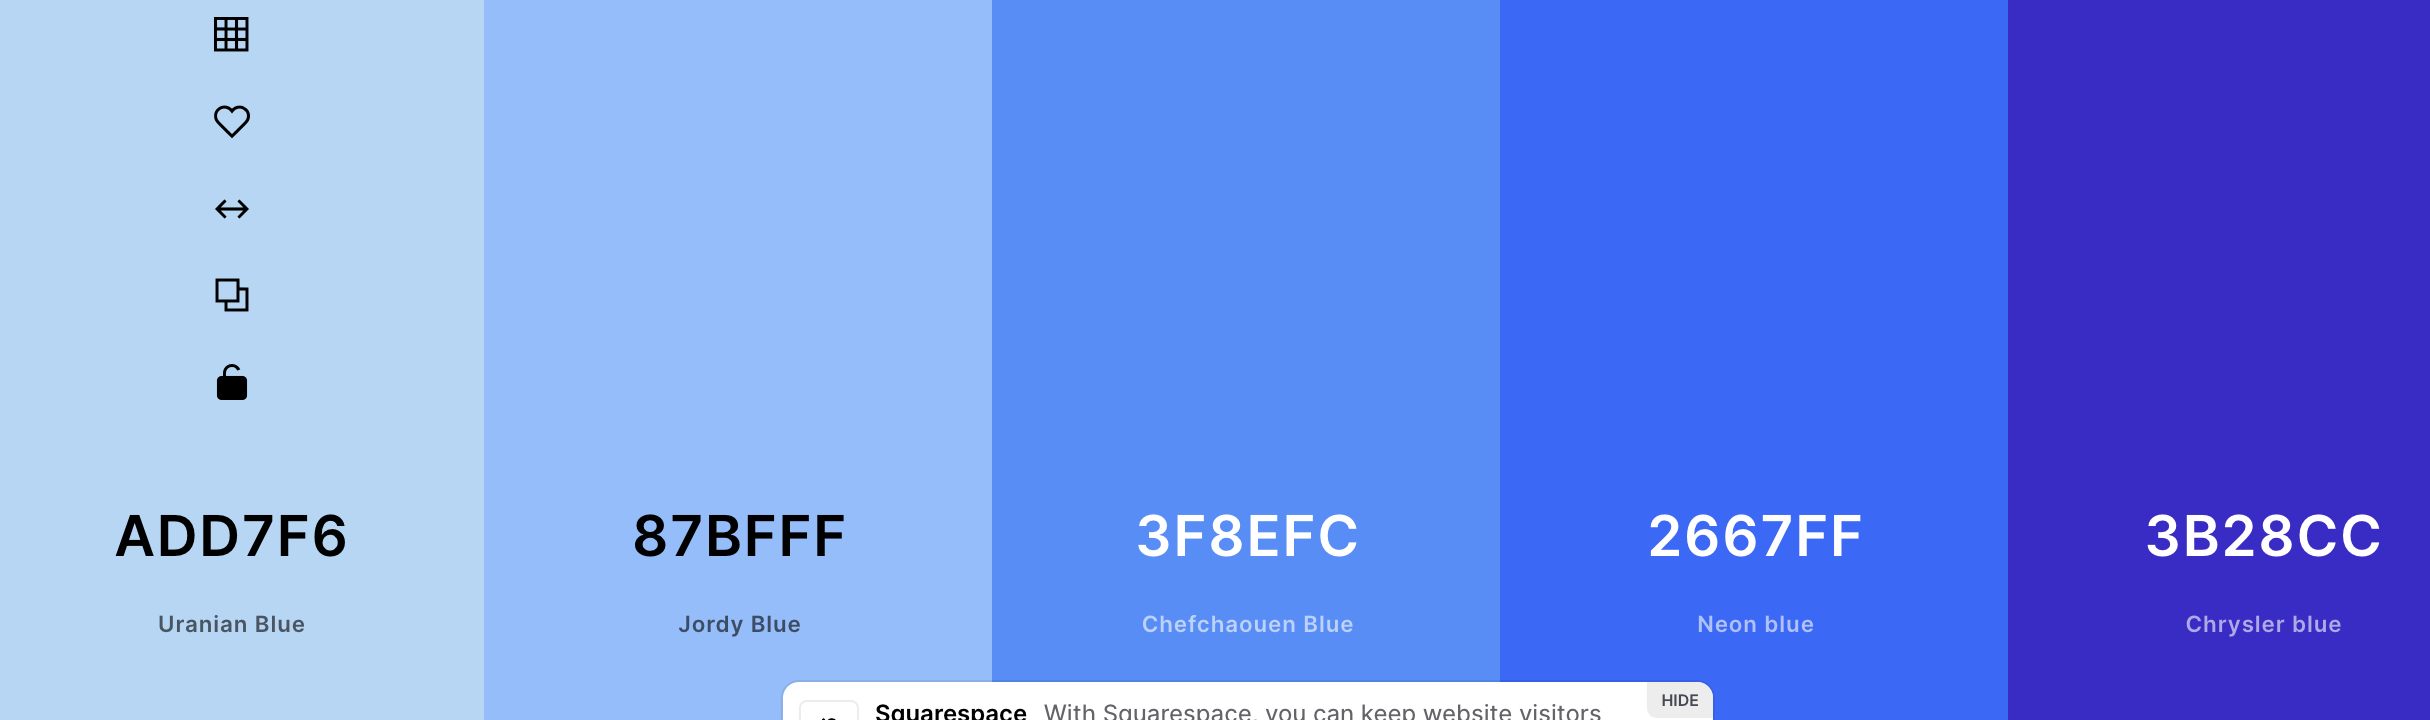 ADD7F6
Uranian Blue
87BFFF
Jordy Blue
3F8EFC
Chefchaouen Blue
2667FF
Neon blue
3B28CC
Chrysler blue
HIDE
Squarespace With Squarespace, you can keep website visitors